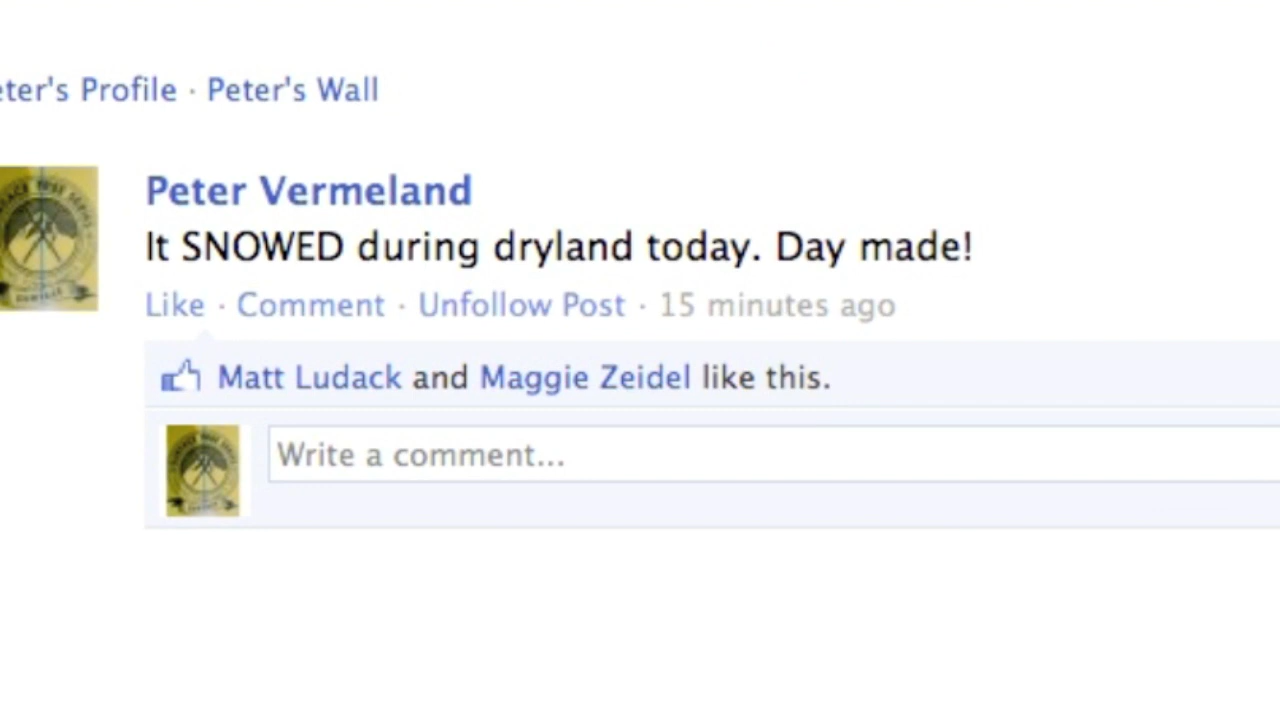 eter's Profile · Peter's Wall
Peter Vermeland
It SNOWED during dryland today. Day made!
Like · Comment · Unfollow Post · 15 minutes ago
Matt Ludack and Maggie Zeidel like this.
Write a comment...